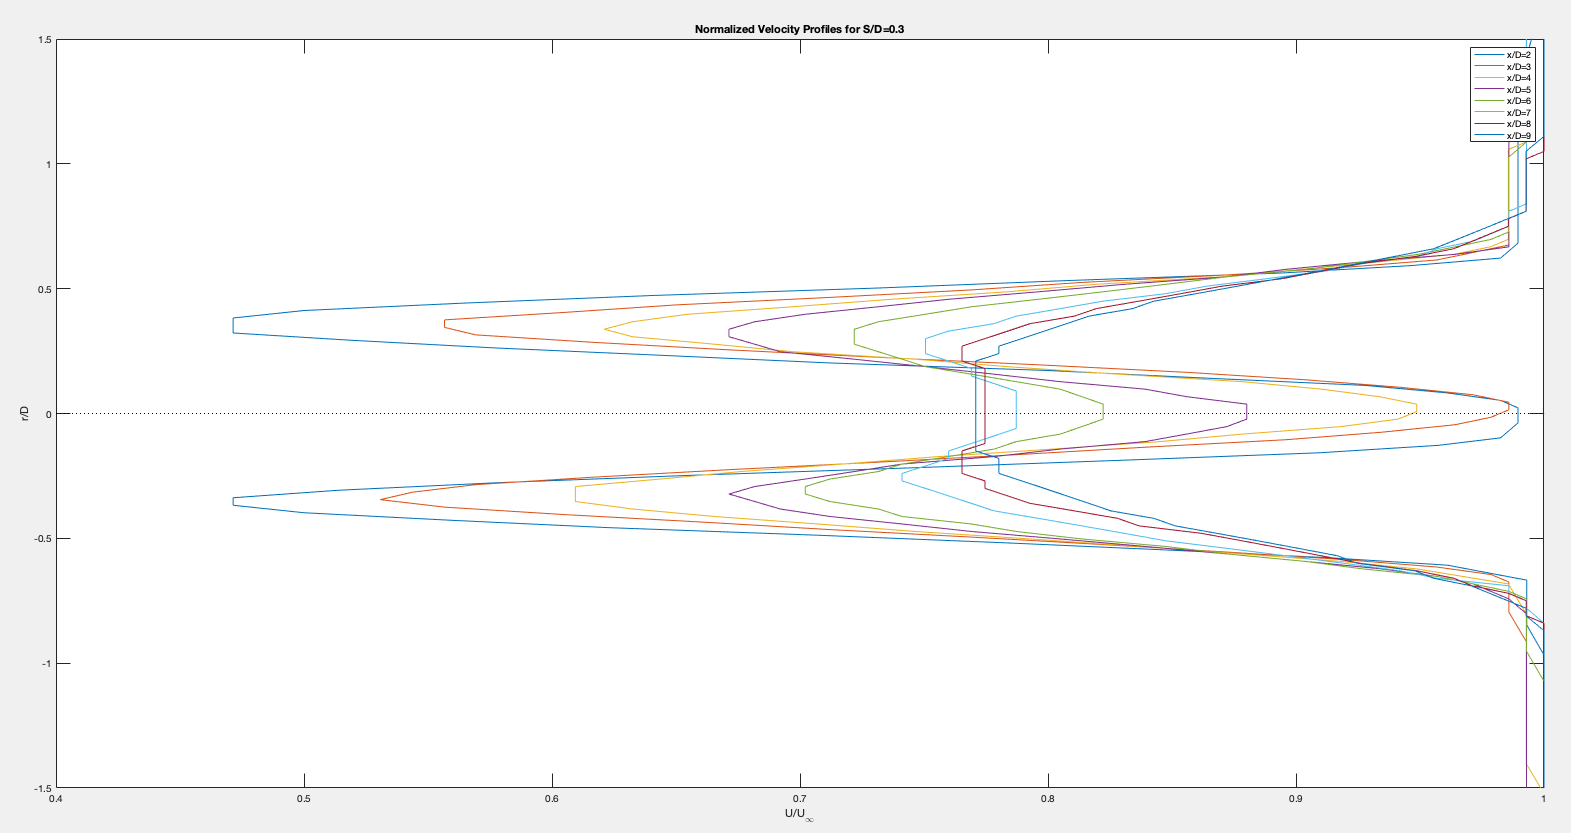 Normalized Velocity Profiles for S/D=0.3
1.5
1
0.5
0
-0.5
-1
-1.5
r/D
x/D=2
x/D=3
x/D=4
x/D=5
x/D=6
x/D=7
x/D=8
x/D=9
0.4 0.5 0.6 0.7 0.8 0.9 1
U/U∞